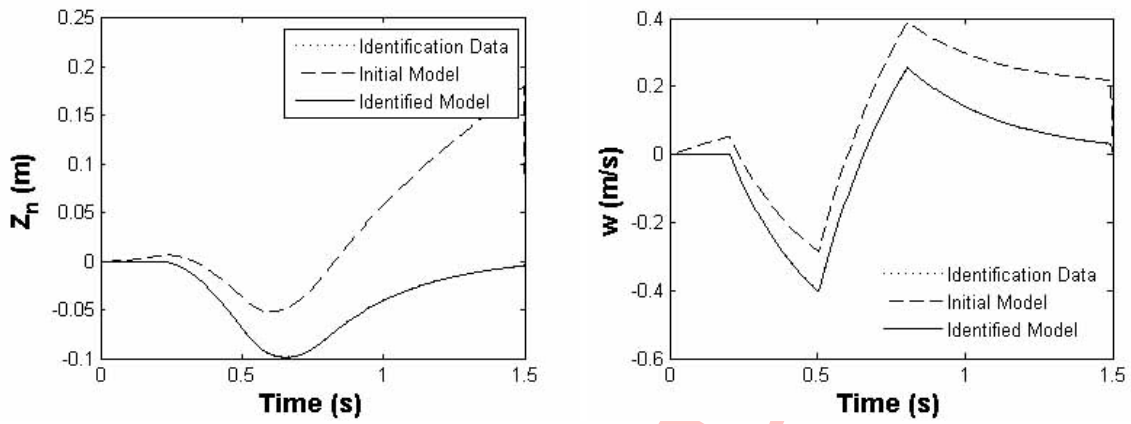 0.25
0.2
0.15
0.1
0.05
0
-0.05
-0.1
Z_n (m)
Identification Data
Initial Model
Identified Model
0
0.5
1
1.5
Time (s)
0.4
0.2
0
-0.2
-0.4
-0.6
w (m/s)
Identification Data
Initial Model
Identified Model
0
0.5
1
1.5
Time (s)